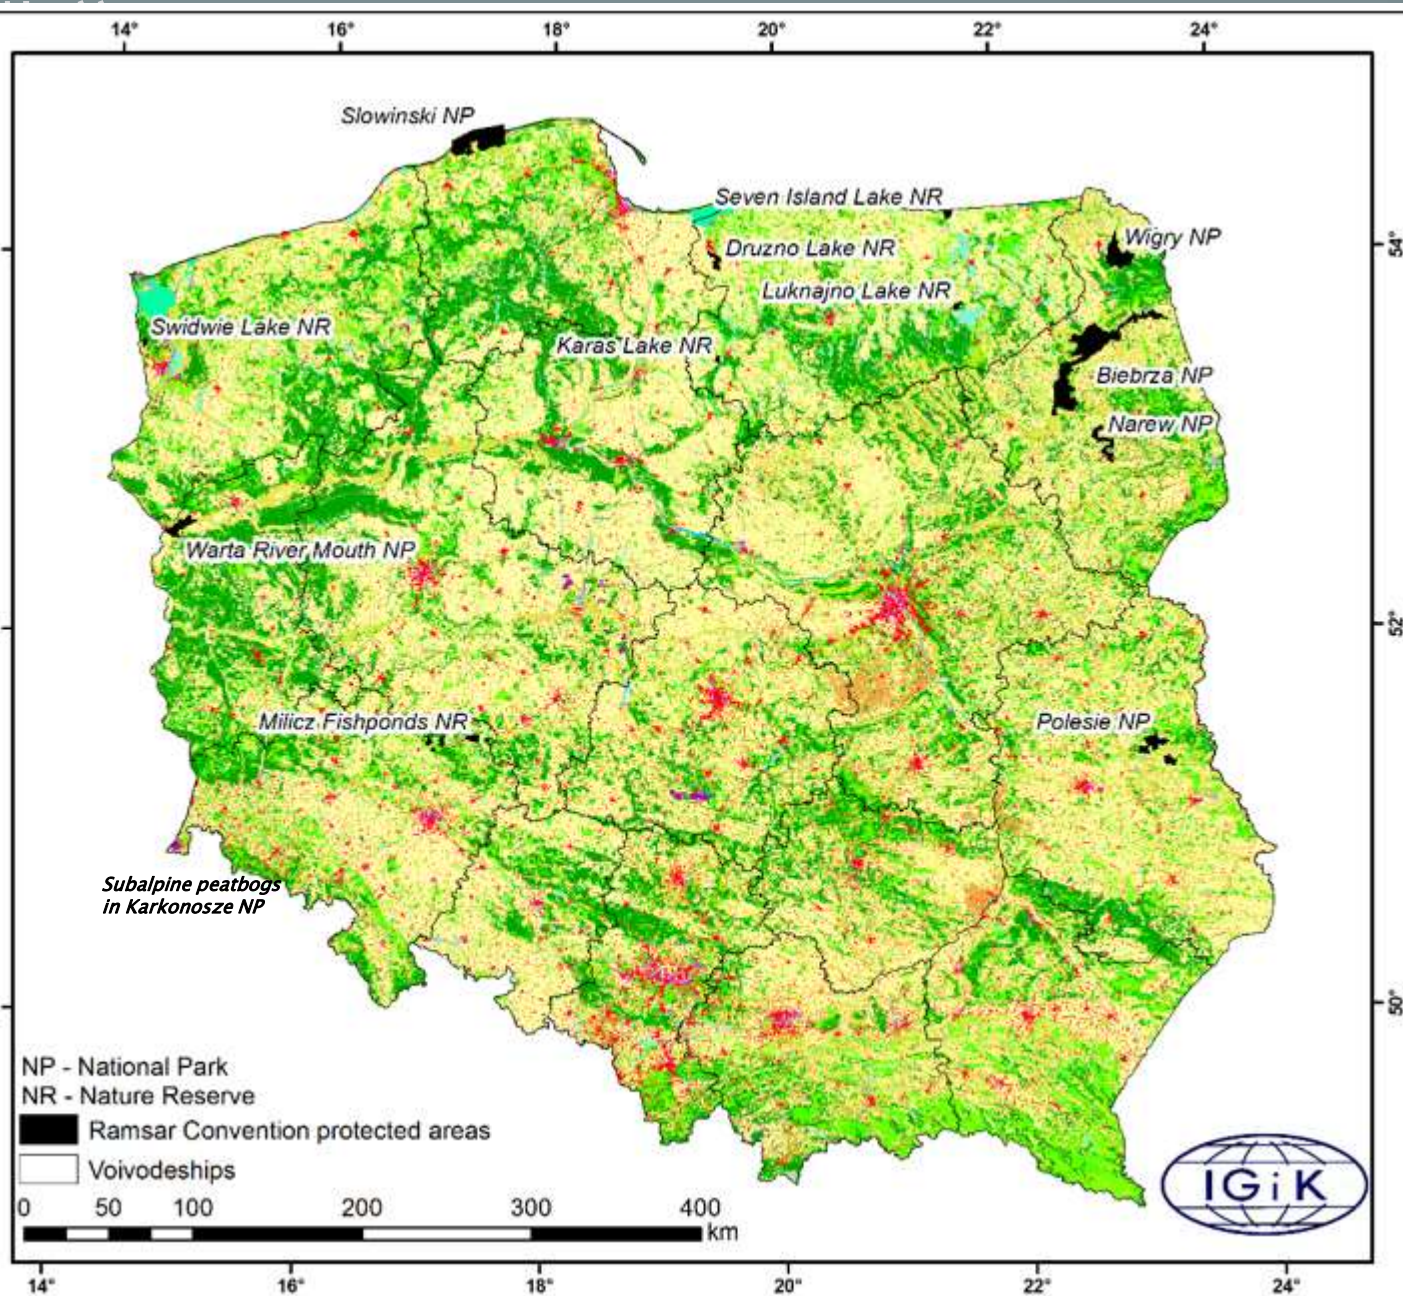 14° 16° 18° 20° 22° 24°
Slowinski NP
Seven Island Lake NR
Wigry NP
Druzno Lake NR
54°
Luknajno Lake NR
Swidwie Lake NR
Karas Lake NR
Biebrza NP
Narew NP
Warta River Mouth NP
52°
Milicz Fishponds NR
Polesie NP
Subalpine peatbogs
in Karkonosze NP
50°
NP - National Park
NR - Nature Reserve
Ramsar Convention protected areas
Voivodeships
IGiK
0 50 100 200 300 400
km
14° 16° 18° 20° 22° 24°